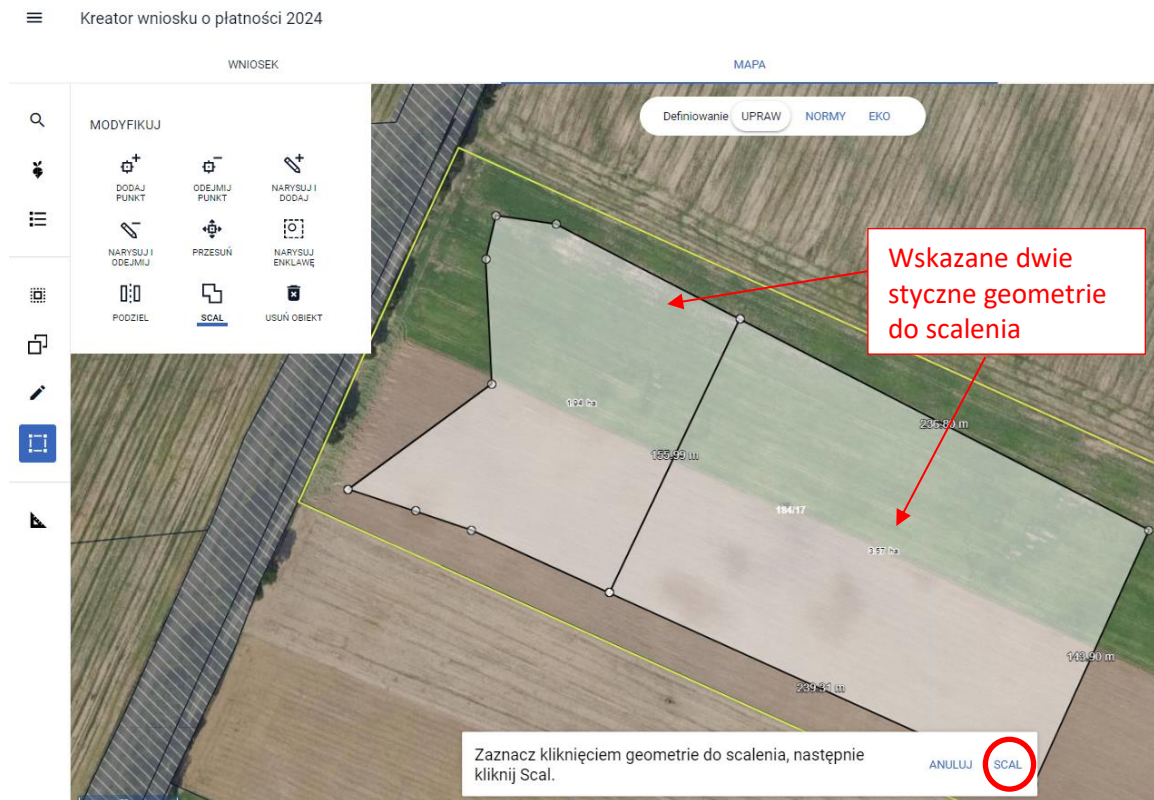 Kreator wniosku o płatności 2024
WNIOSEK
MAPA
MODYFIKUJ
DODAJ
PUNKT
ODEJMIJ
PUNKT
NARYSUJ I
DODAJ
NARYSUJ I
ODEJMIJ
PRZESUŃ
NARYSUJ
ENKLAWĘ
PODZIEL
SCAL
USUŃ OBIEKT
Definiowanie UPRAW NORMY EKO
Wskazane dwie
styczne geometrie
do scalenia
1.94 ha
236.80 m
155.99 m
184/17
3.57 ha
143.90 m
239.31 m
Zaznacz kliknięciem geometrie do scalenia, następnie
kliknij Scal.
ANULUJ SCAL